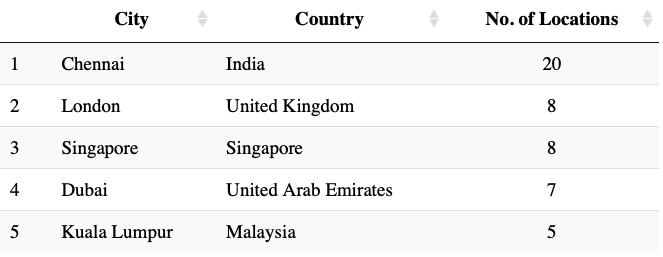 City Country No. of Locations
1 Chennai India 20
2 London United Kingdom 8
3 Singapore Singapore 8
4 Dubai United Arab Emirates 7
5 Kuala Lumpur Malaysia 5